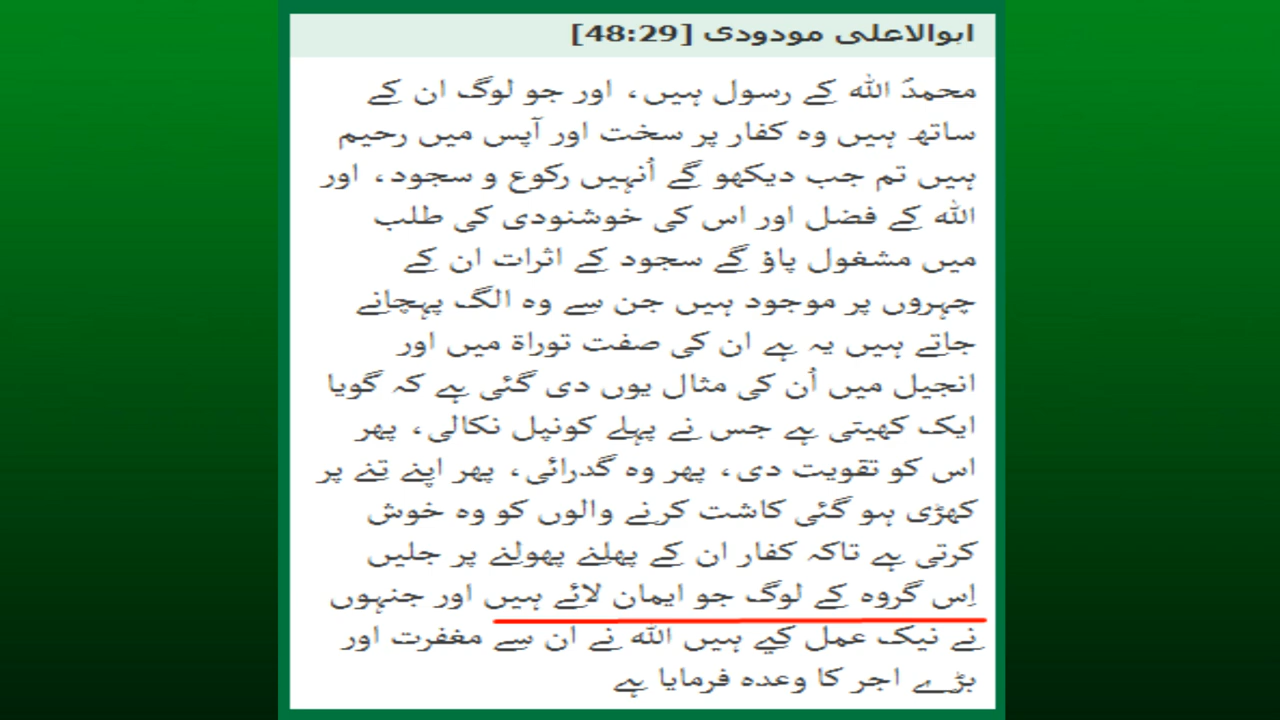 ابوالاعلی مودودی [48:29]
محمدؐ اللہ کے رسول ہیں، اور جو لوگ ان کے
ساتھ ہیں وہ کفار پر سخت اور آپس میں رحیم
ہیں تم جب دیکھو گے اُنہیں رکوع و سجود، اور
اللہ کے فضل اور اس کی خوشنودی کی طلب
میں مشغول پاؤ گے سجود کے اثرات ان کے
چہروں پر موجود ہیں جن سے وہ الگ پہچانے
جاتے ہیں یہ ہے ان کی صفت توراة میں اور
انجیل میں اُن کی مثال یوں دی گئی ہے کہ گویا
ایک کھیتی ہے جس نے پہلے کونپل نکالی، پھر
اس کو تقویت دی، پھر وہ گدرائی، پھر اپنے تنے پر
کھڑی ہو گئی کاشت کرنے والوں کو وہ خوش
کرتی ہے تاکہ کفار ان کے پھلنے پھولنے پر جلیں
اِس گروہ کے لوگ جو ایمان لائے ہیں اور جنہوں
نے نیک عمل کیے ہیں اللہ نے ان سے مغفرت اور
بڑے اجر کا وعدہ فرمایا ہے